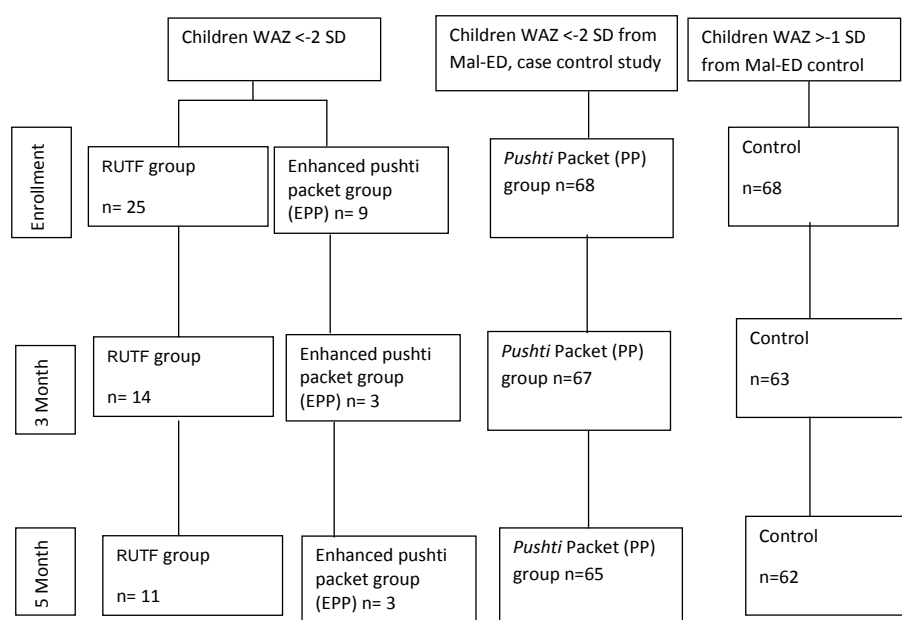 Children WAZ <-2 SD
Children WAZ <-2 SD from
Mal-ED, case control study
Children WAZ >-1 SD
from Mal-ED control
Enrollment
RUTF group
n= 25
Enhanced pushti
packet group
(EPP) n= 9
Pushti Packet (PP)
group n=68
Control
n=68
3 Month
RUTF group
n= 14
Enhanced pushti
packet group
(EPP) n= 3
Pushti Packet (PP)
group n=67
Control
n=63
5 Month
RUTF group
n= 11
Enhanced pushti
packet group
(EPP) n= 3
Pushti Packet (PP)
group n=65
Control
n=62